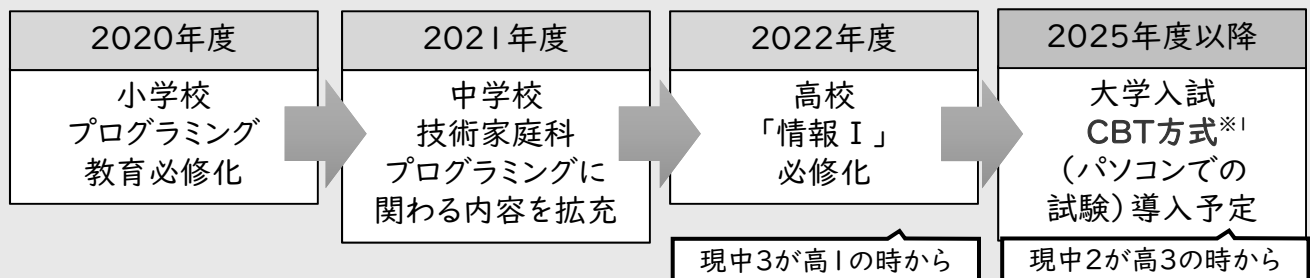 2020年度
小学校
プログラミング
教育必修化
2021年度
中学校
技術家庭科
プログラミングに
関わる内容を拡充
2022年度
高校
「情報Ⅰ」
必修化
現中3が高1の時から
2025年度以降
大学入試
CBT方式※1
(パソコンでの
試験)導入予定
現中2が高3の時から